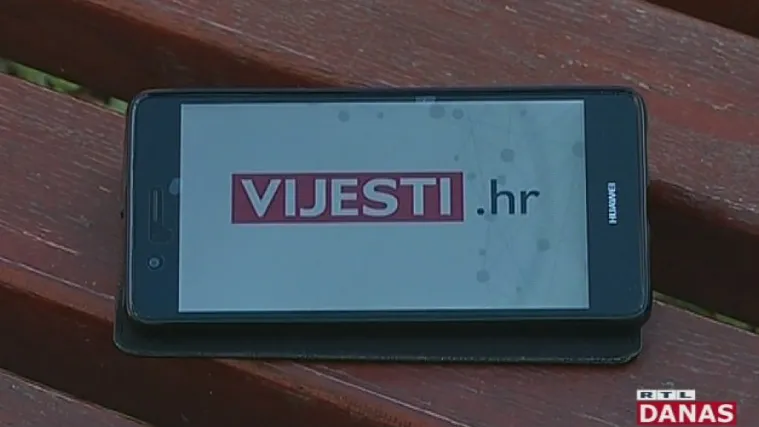 VIJESTI.hr
HUAWEI
RTL
DANAS